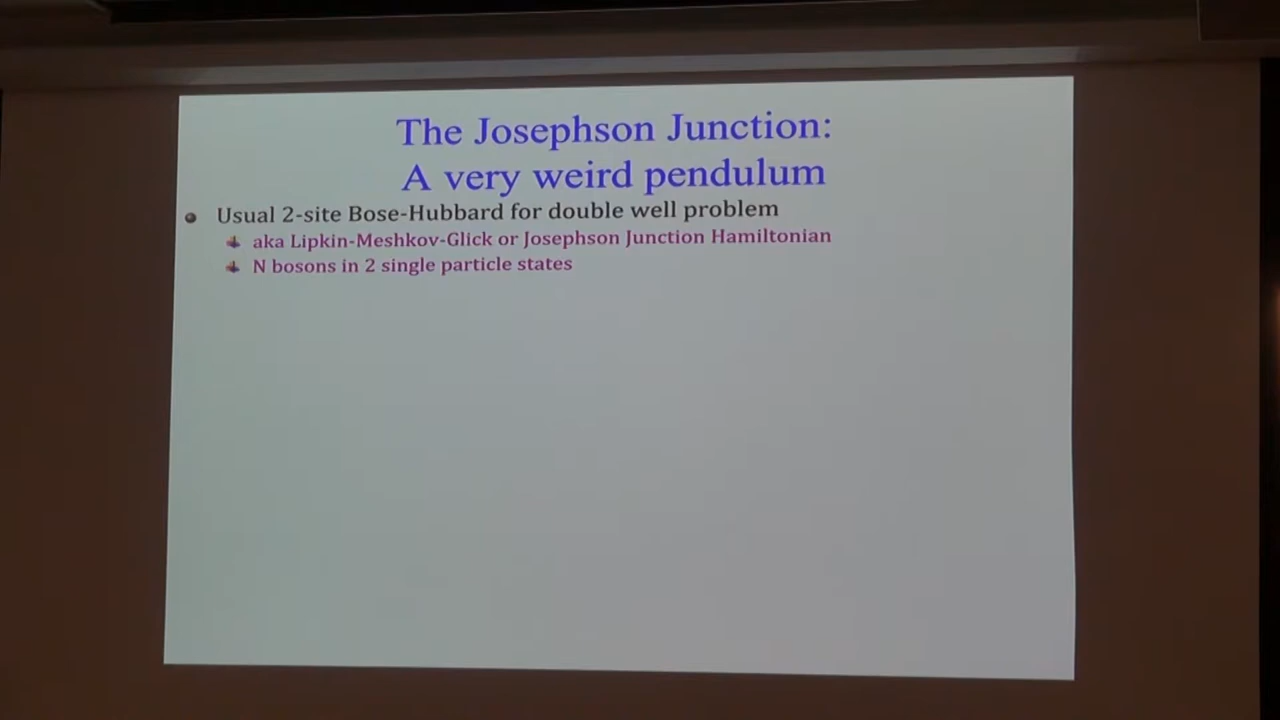 The Josephson Junction:
A very weird pendulum
Usual 2-site Bose-Hubbard for double well problem
aka Lipkin-Meshkov-Glick or Josephson Junction Hamiltonian
N bosons in 2 single particle states